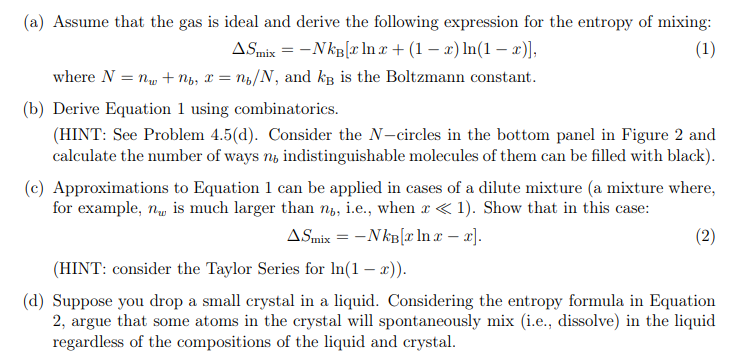 (a) Assume that the gas is ideal and derive the following expression for the entropy of mixing:
ΔS_mix = −Nk_B[x ln x + (1 − x) ln(1 − x)], (1)
where N = n_w + n_b, x = n_b/N, and k_B is the Boltzmann constant.
(b) Derive Equation 1 using combinatorics.
(HINT: See Problem 4.5(d). Consider the N−circles in the bottom panel in Figure 2 and
calculate the number of ways n_b indistinguishable molecules of them can be filled with black).
(c) Approximations to Equation 1 can be applied in cases of a dilute mixture (a mixture where,
for example, n_w is much larger than n_b, i.e., when x ≪ 1). Show that in this case:
ΔS_mix = −Nk_B[x ln x − x]. (2)
(HINT: consider the Taylor Series for ln(1 − x)).
(d) Suppose you drop a small crystal in a liquid. Considering the entropy formula in Equation
2, argue that some atoms in the crystal will spontaneously mix (i.e., dissolve) in the liquid
regardless of the compositions of the liquid and crystal.